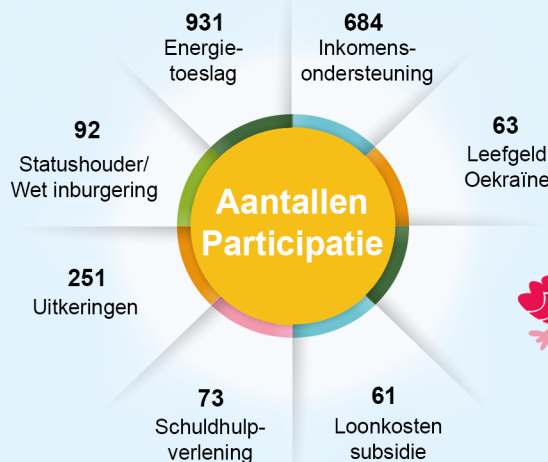 931
Energie-
toeslag
684
Inkomens-
ondersteuning
63
Leefgeld
Oekraïne
61
Loonkosten
subsidie
73
Schuldhulp-
verlening
251
Uitkeringen
92
Statushouder/
Wet inburgering
Aantallen
Participatie